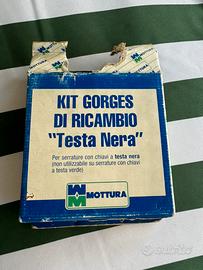 KIT GORGES
DI RICAMBIO
"Testa Nera"
Per serrature con chiavi a testa nera
(non utilizzabile su serrature con chiavi
a testa verde)
MOTTURA